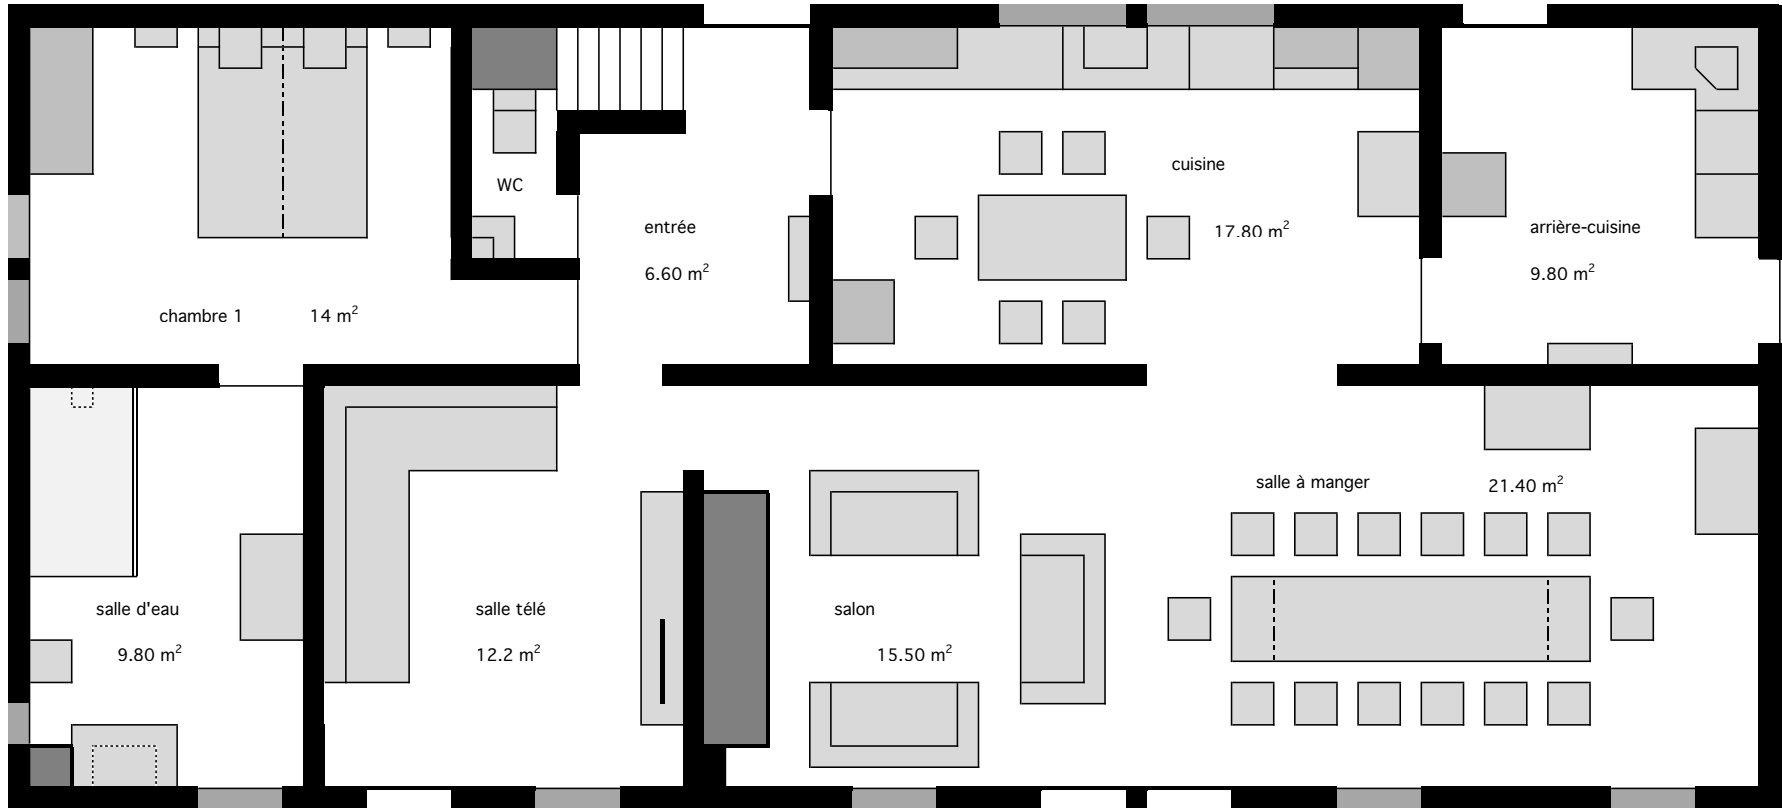 WC
cuisine
17.80 m²
entrée
6.60 m²
arrière-cuisine
9.80 m²
chambre 1 14 m²
salle à manger 21.40 m²
salle d'eau
9.80 m²
salle télé
12.2 m²
salon
15.50 m²